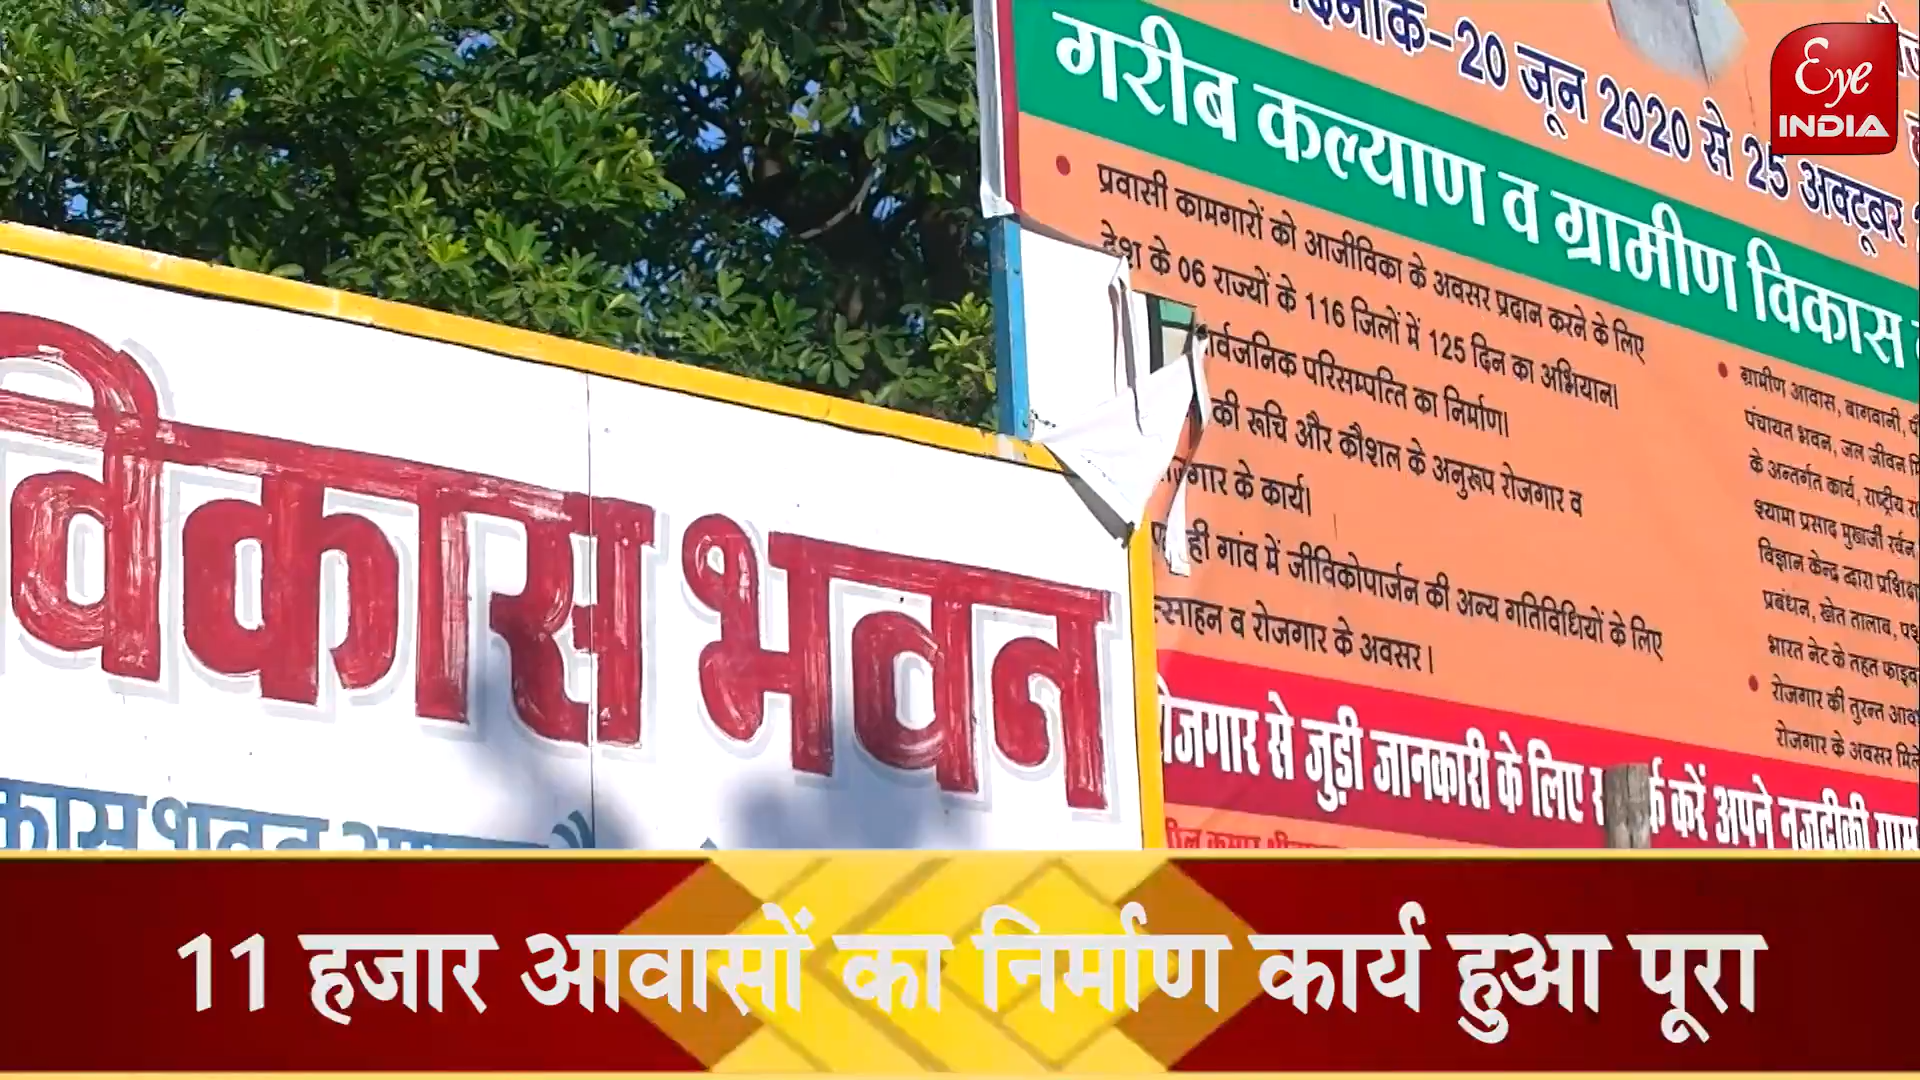 Eye
INDIA
दिनांक–20 जून 2020 से 25 अक्टूबर
गरीब कल्याण व ग्रामीण विकास
• प्रवासी कामगारों को आजीविका के अवसर प्रदान करने के लिए
देश के 06 राज्यों के 116 जिलों में 125 दिन का अभियान।
सार्वजनिक परिसम्पत्ति का निर्माण।
की रूचि और कौशल के अनुरूप रोजगार व
रोजगार के कार्य।
ही गांव में जीविकोपार्जन की अन्य गतिविधियों के लिए
त्साहन व रोजगार के अवसर।
• ग्रामीण आवास, बागवानी,
पंचायत भवन, जल जीवन
के अन्तर्गत कार्य, राष्ट्रीय
श्यामा प्रसाद मुखर्जी रर्बन
विज्ञान केन्द्र द्वारा
प्रबंधन, खेत तालाब,
भारत नेट के तहत
• रोजगार की तुरन्त
रोजगार के अवसर
रोजगार से जुड़ी जानकारी के लिए करें अपने नजदीकी
विकास भवन
11 हजार आवासों का निर्माण कार्य हुआ पूरा